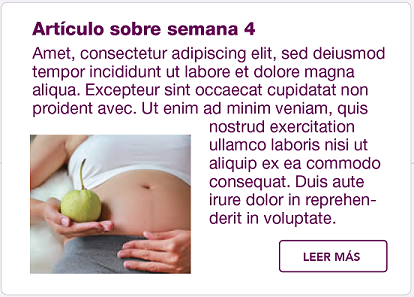 Artículo sobre semana 4
Amet, consectetur adipiscing elit, sed deiusmod
tempor incididunt ut labore et dolore magna
aliqua. Excepteur sint occaecat cupidatat non
proident avec. Ut enim ad minim veniam, quis
nostrud exercitation
ullamco laboris nisi ut
aliquip ex ea commodo
consequat. Duis aute
irure dolor in reprehen-
derit in voluptate.
LEER MÁS